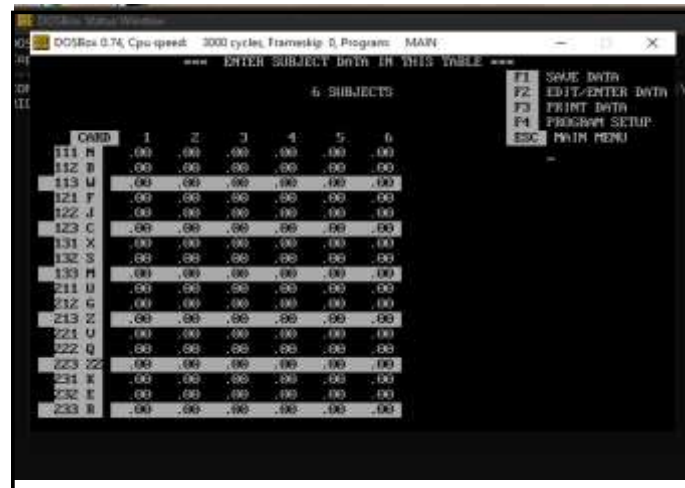 DOSBox Status Window
DOSBox 0.74, Cpu speed: 3000 cycles, Frameskip 0, Program: MAIN
=== ENTER SUBJECT DATA IN THIS TABLE ===
6 SUBJECTS
F1 SAVE DATA
F2 EDIT/ENTER DATA
F3 PRINT DATA
F4 PROGRAM SETUP
ESC MAIN MENU
CARD 1 2 3 4 5 6
111 N .00 .00 .00 .00 .00 .00
112 B .00 .00 .00 .00 .00 .00
113 W .00 .00 .00 .00 .00 .00
121 F .00 .00 .00 .00 .00 .00
122 J .00 .00 .00 .00 .00 .00
123 C .00 .00 .00 .00 .00 .00
131 X .00 .00 .00 .00 .00 .00
132 S .00 .00 .00 .00 .00 .00
133 M .00 .00 .00 .00 .00 .00
211 U .00 .00 .00 .00 .00 .00
212 G .00 .00 .00 .00 .00 .00
213 Z .00 .00 .00 .00 .00 .00
221 V .00 .00 .00 .00 .00 .00
222 Q .00 .00 .00 .00 .00 .00
223 ZZ .00 .00 .00 .00 .00 .00
231 K .00 .00 .00 .00 .00 .00
232 E .00 .00 .00 .00 .00 .00
233 R .00 .00 .00 .00 .00 .00